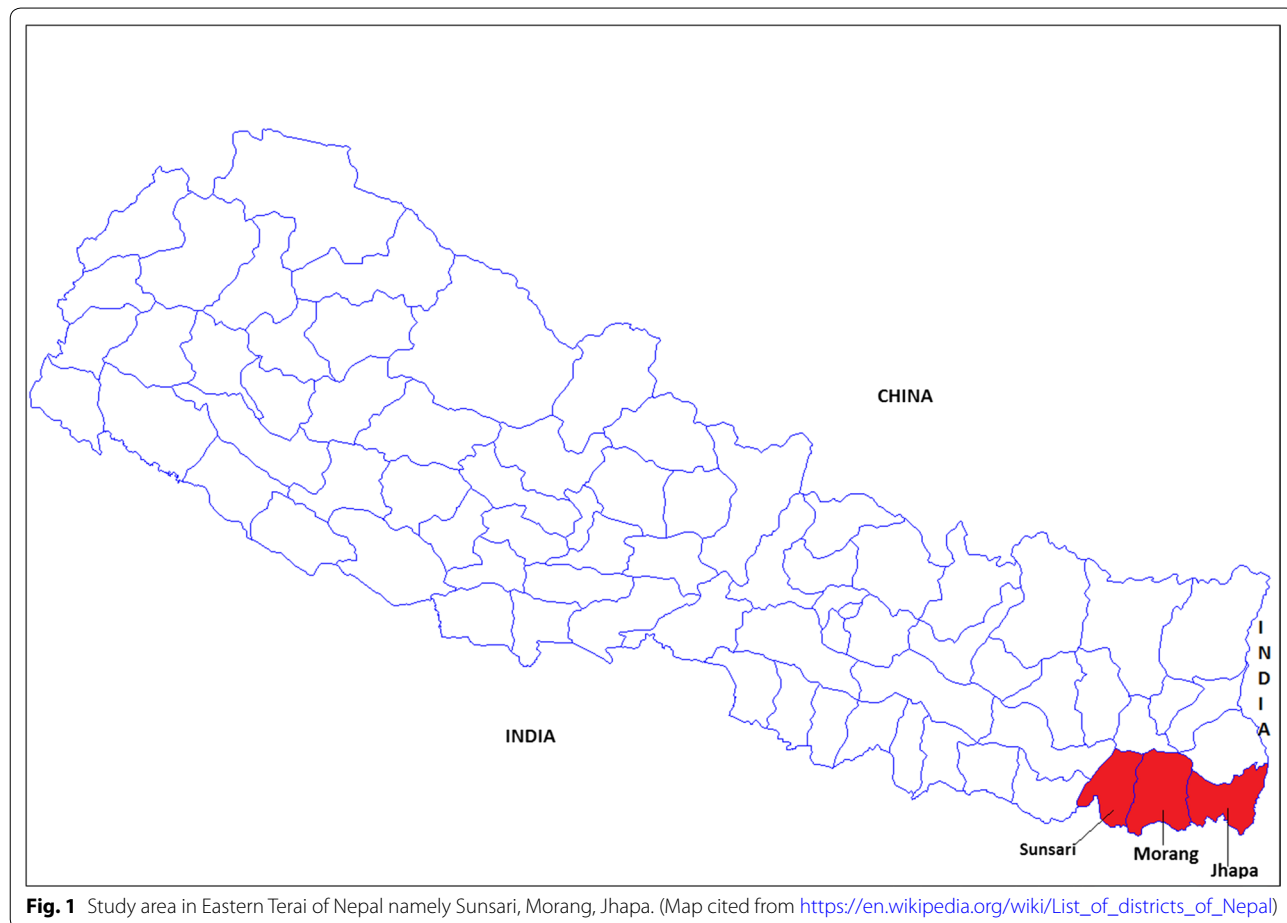 CHINA
I
N
D
I
A
INDIA
Sunsari
Morang
Jhapa
Fig. 1 Study area in Eastern Terai of Nepal namely Sunsari, Morang, Jhapa. (Map cited from https://en.wikipedia.org/wiki/List_of_districts_of_Nepal)